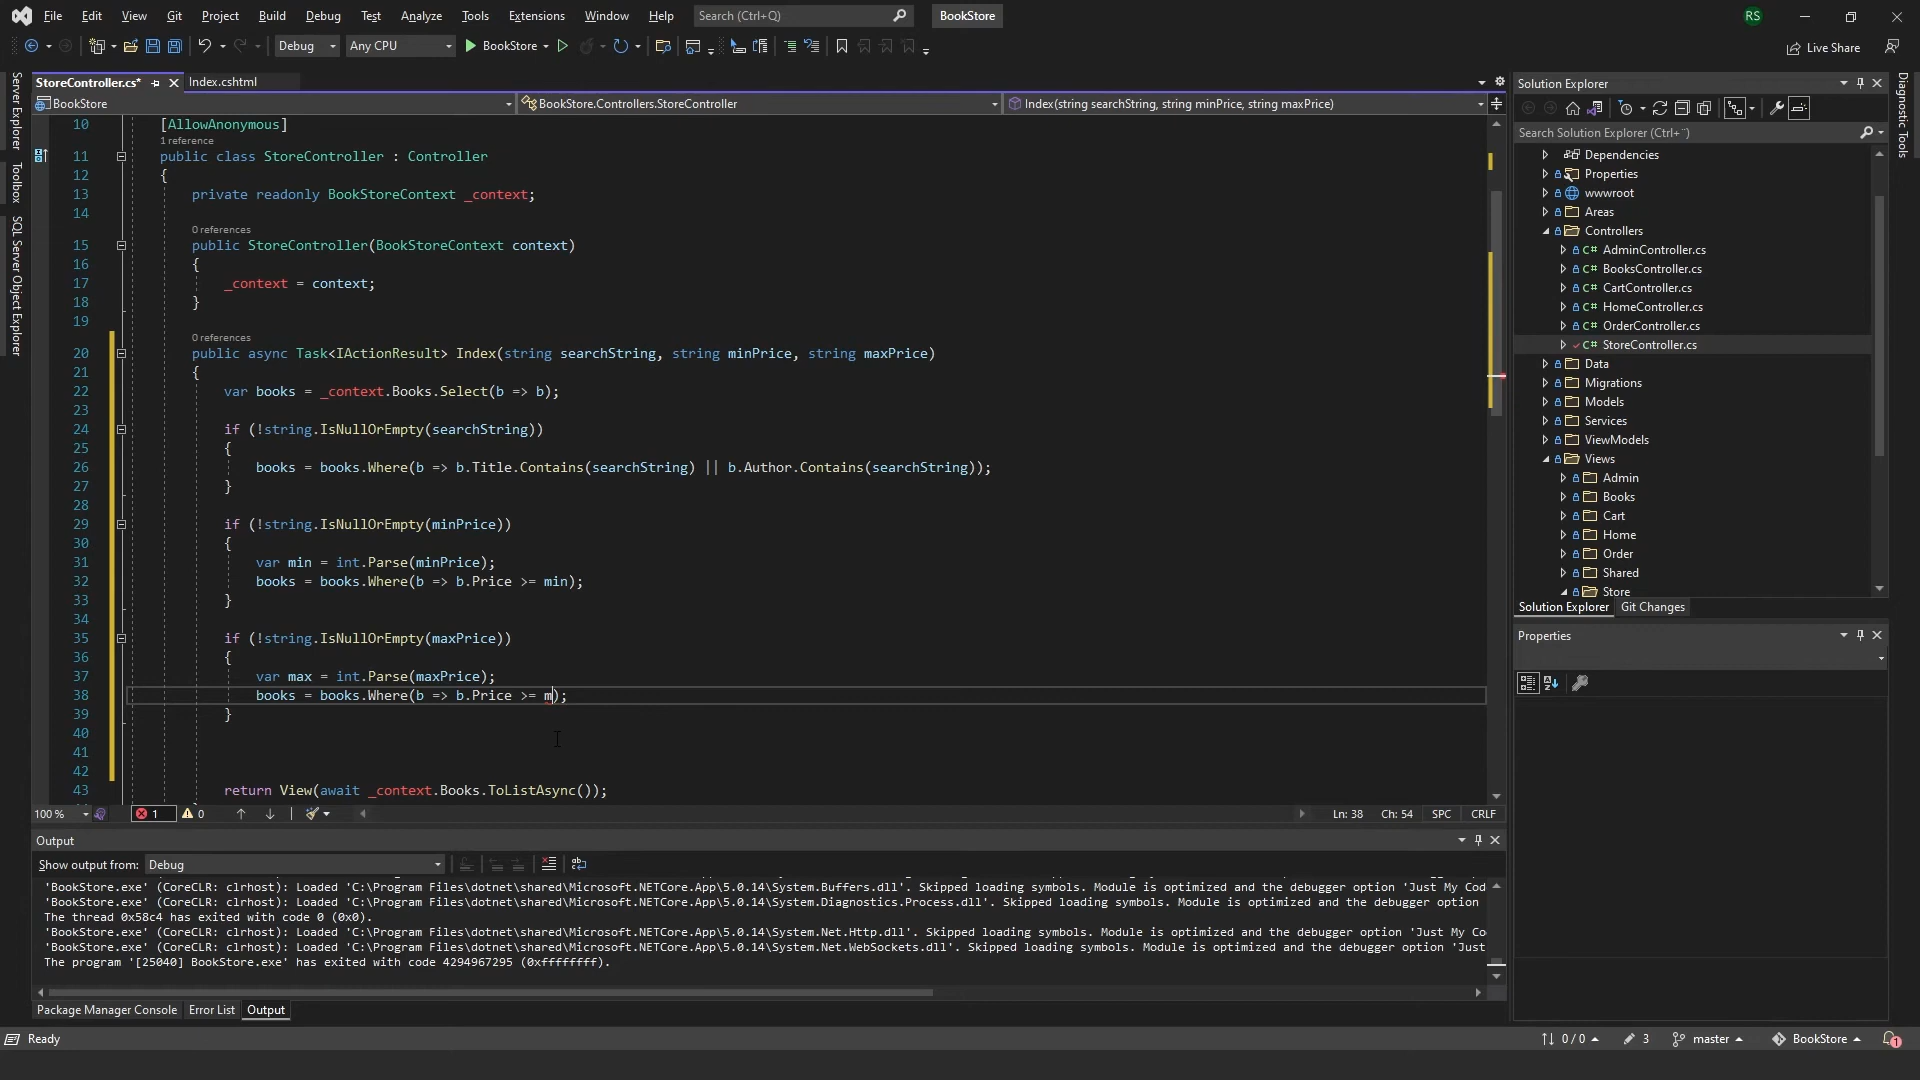 File Edit View Git Project Build Debug Test Analyze Tools Extensions Window Help Search (Ctrl+Q) BookStore RS
Debug Any CPU BookStore Live Share
StoreController.cs* Index.cshtml
BookStore BookStore.Controllers.StoreController Index(string searchString, string minPrice, string maxPrice)
Server Explorer
Toolbox
SQL Server Object Explorer
10 [AllowAnonymous]
1 reference
11 public class StoreController : Controller
12 {
13 private readonly BookStoreContext _context;
14
0 references
15 public StoreController(BookStoreContext context)
16 {
17 _context = context;
18 }
19
0 references
20 public async Task<IActionResult> Index(string searchString, string minPrice, string maxPrice)
21 {
22 var books = _context.Books.Select(b => b);
23
24 if (!string.IsNullOrEmpty(searchString))
25 {
26 books = books.Where(b => b.Title.Contains(searchString) || b.Author.Contains(searchString));
27 }
28
29 if (!string.IsNullOrEmpty(minPrice))
30 {
31 var min = int.Parse(minPrice);
32 books = books.Where(b => b.Price >= min);
33 }
34
35 if (!string.IsNullOrEmpty(maxPrice))
36 {
37 var max = int.Parse(maxPrice);
38 books = books.Where(b => b.Price >= m);
39 }
40
41
42
43 return View(await _context.Books.ToListAsync());
100 % 1 0 Ln: 38 Ch: 54 SPC CRLF
Output
Show output from: Debug
'BookStore.exe' (CoreCLR: clrhost): Loaded 'C:\Program Files\dotnet\shared\Microsoft.NETCore.App\5.0.14\System.Buffers.dll'. Skipped loading symbols. Module is optimized and the debugger option 'Just My Cod
'BookStore.exe' (CoreCLR: clrhost): Loaded 'C:\Program Files\dotnet\shared\Microsoft.NETCore.App\5.0.14\System.Diagnostics.Process.dll'. Skipped loading symbols. Module is optimized and the debugger option
The thread 0x58c4 has exited with code 0 (0x0).
'BookStore.exe' (CoreCLR: clrhost): Loaded 'C:\Program Files\dotnet\shared\Microsoft.NETCore.App\5.0.14\System.Net.Http.dll'. Skipped loading symbols. Module is optimized and the debugger option 'Just My Co
'BookStore.exe' (CoreCLR: clrhost): Loaded 'C:\Program Files\dotnet\shared\Microsoft.NETCore.App\5.0.14\System.Net.WebSockets.dll'. Skipped loading symbols. Module is optimized and the debugger option 'Just
The program '[25040] BookStore.exe' has exited with code 4294967295 (0xffffffff).
Package Manager Console Error List Output
Solution Explorer
Search Solution Explorer (Ctrl+¨)
Dependencies
Properties
wwwroot
Areas
Controllers
C# AdminController.cs
C# BooksController.cs
C# CartController.cs
C# HomeController.cs
C# OrderController.cs
C# StoreController.cs
Data
Migrations
Models
Services
ViewModels
Views
Admin
Books
Cart
Home
Order
Shared
Store
Solution Explorer Git Changes
Properties
Diagnostic Tools
Ready 0 / 0 3 master BookStore 1